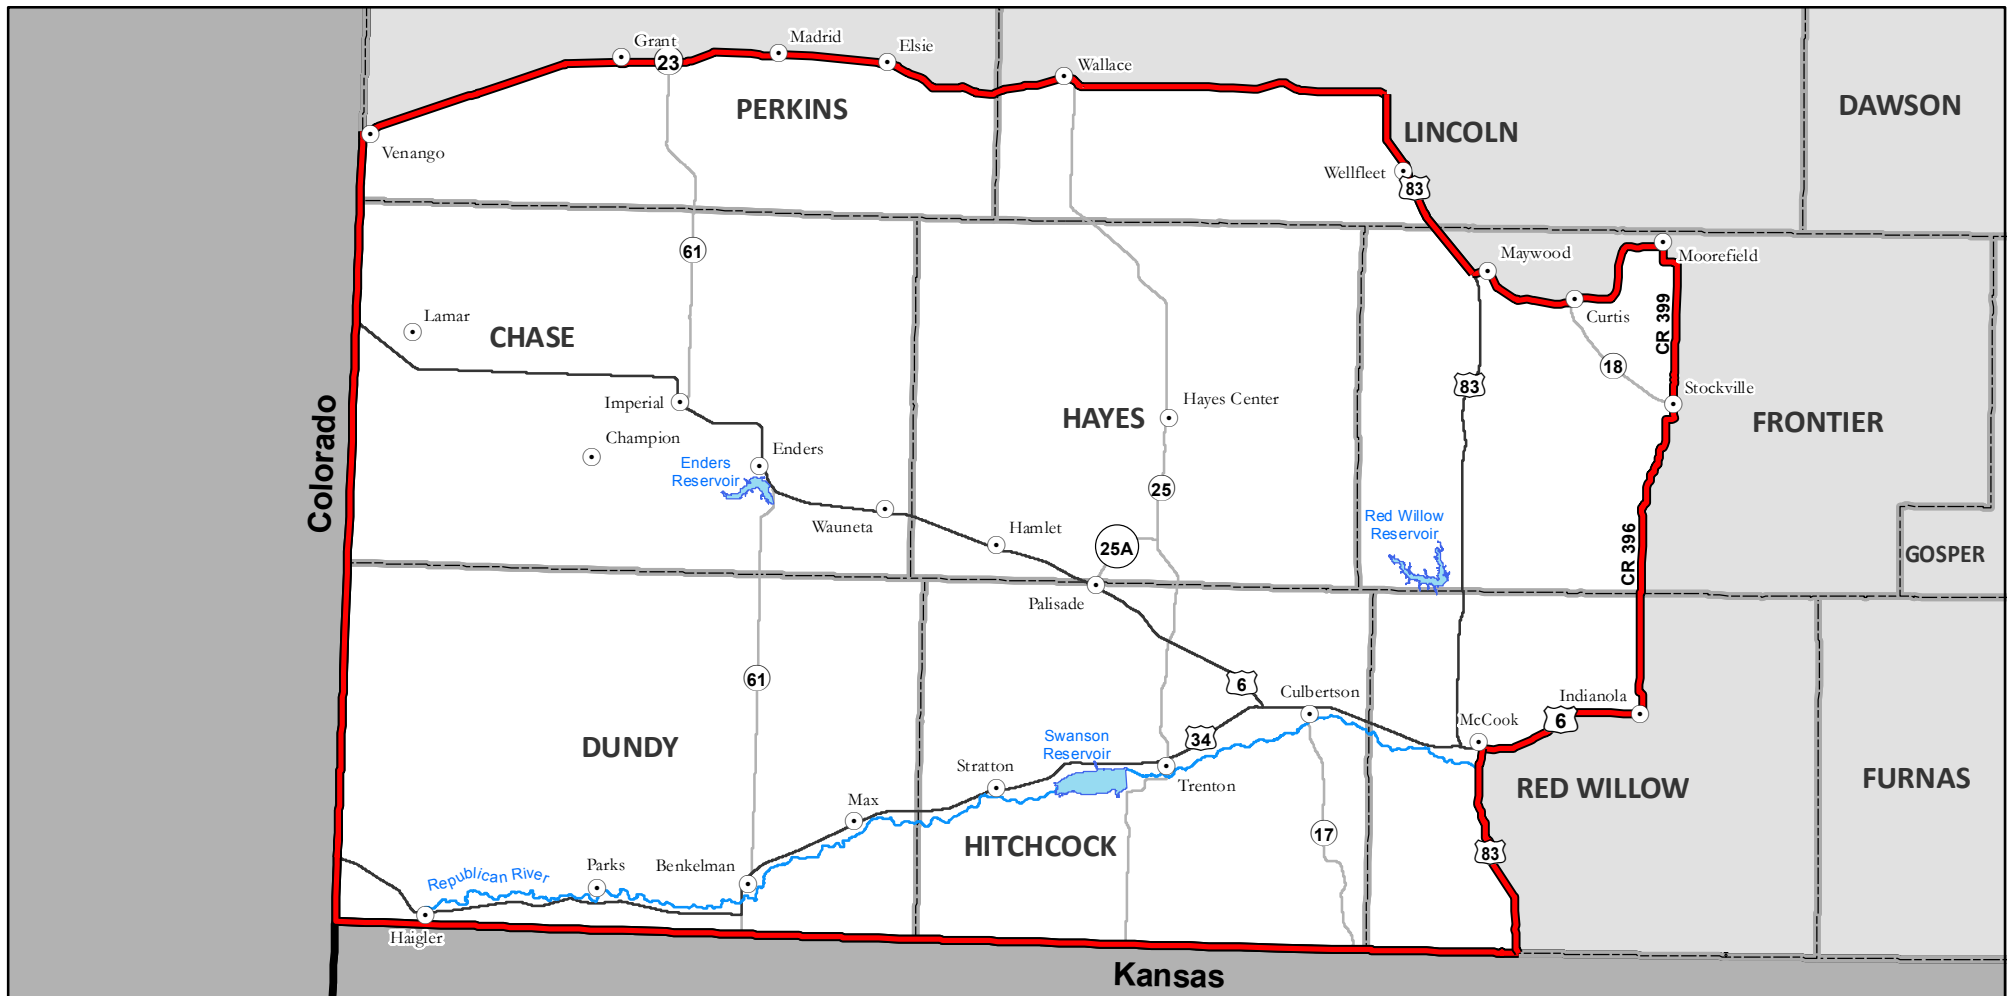 Grant
Madrid
Elsie
23
Wallace
PERKINS
DAWSON
LINCOLN
Venango
Wellfleet
83
61
Maywood
Moorefield
Lamar
CHASE
Curtis
CR 399
18
83
Imperial
Hayes Center
Stockville
HAYES
FRONTIER
Champion
Enders
Enders
Reservoir
25
Colorado
Wauneta
Hamlet
25A
Red Willow
Reservoir
CR 396
GOSPER
Palisade
61
6
Culbertson
Indianola
6
McCook
DUNDY
34
Swanson
Reservoir
Stratton
Trenton
RED WILLOW
FURNAS
Max
17
HITCHCOCK
83
Republican River
Parks
Benkelman
Haigler
Kansas